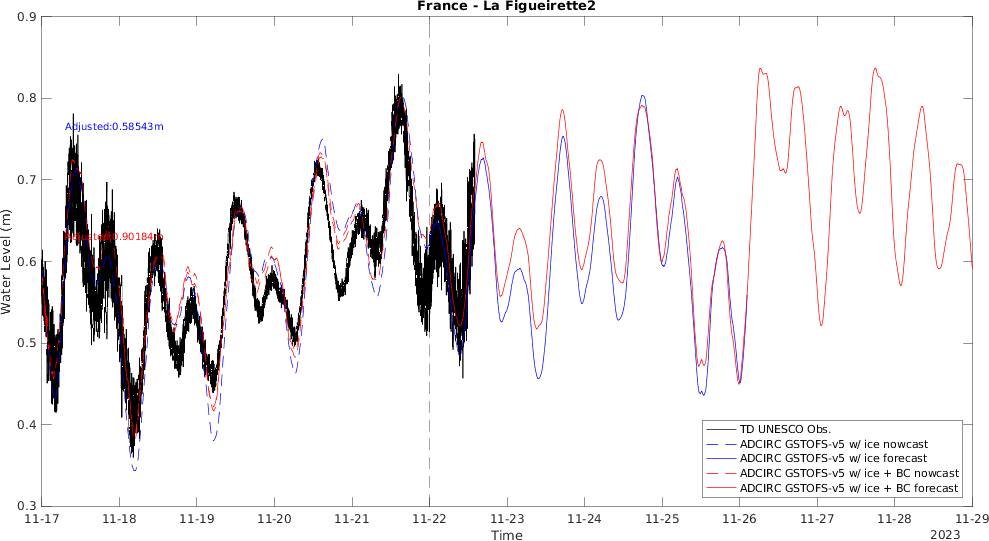 France - La Figueirette2
0.9
0.8
0.7
0.6
0.5
0.4
0.3
Water Level (m)
Adjusted:0.58543m
0.90184
11-17
11-18
11-19
11-20
11-21
11-22
11-23
11-24
11-25
11-26
11-27
11-28
11-29
Time
2023
TD UNESCO Obs.
ADCIRC GSTOFS-v5 w/ ice nowcast
ADCIRC GSTOFS-v5 w/ ice forecast
ADCIRC GSTOFS-v5 w/ ice + BC nowcast
ADCIRC GSTOFS-v5 w/ ice + BC forecast